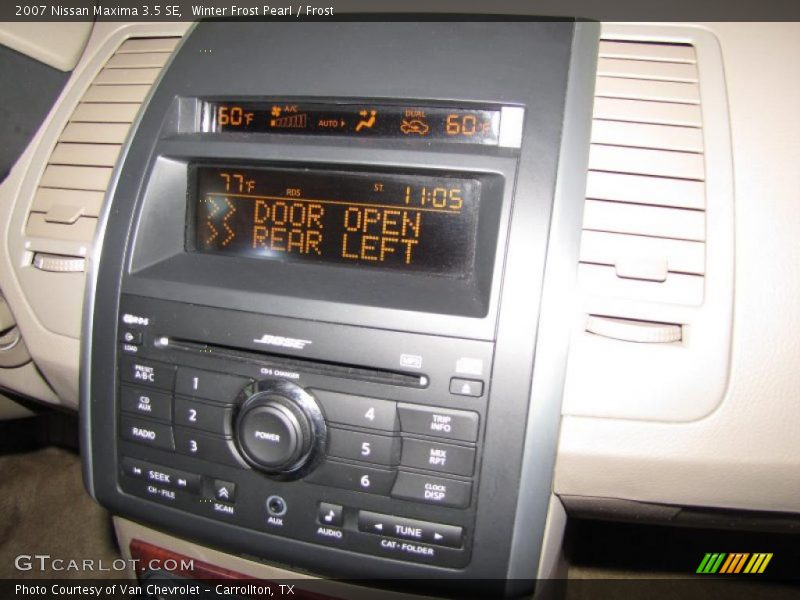 2007 Nissan Maxima 3.5 SE, Winter Frost Pearl / Frost
60°F A/C AUTO DUAL 60°F
77°F RDS ST 11:05
DOOR OPEN
REAR LEFT
RDS
LOAD
BOSE
CD6 CHANGER
MP3
PRESET A·B·C
1
4
TRIP INFO
CD AUX
2
POWER
5
MIX RPT
RADIO
3
6
CLOCK DISP
SEEK
CH·FILE
SCAN
AUX
AUDIO
TUNE
CAT·FOLDER
GTCARLOT.COM
Photo Courtesy of Van Chevrolet – Carrollton, TX